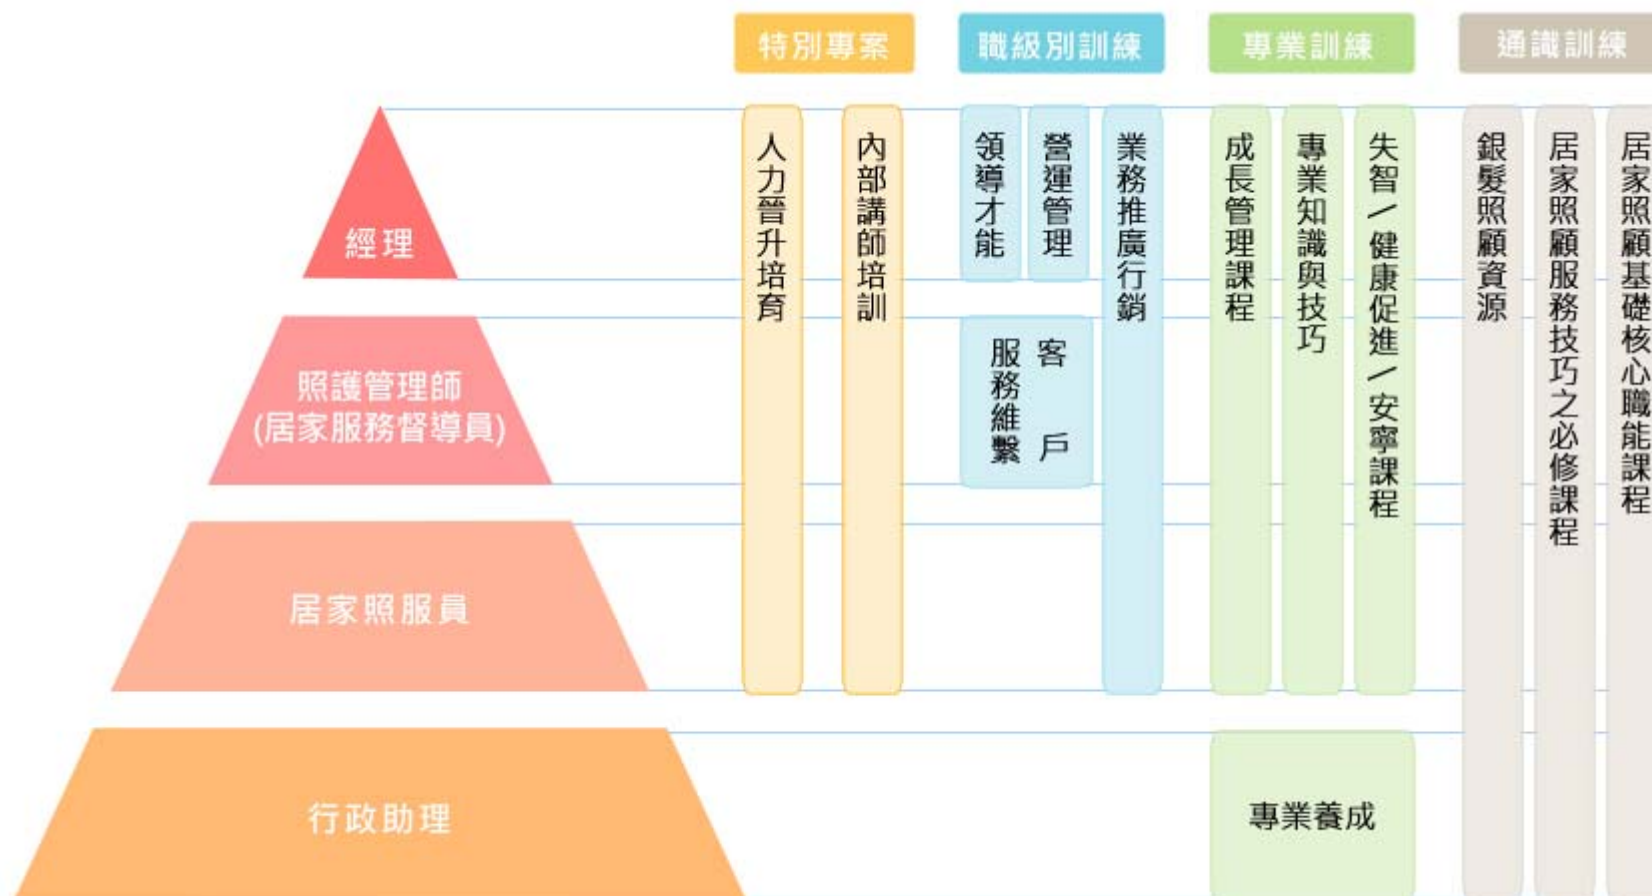 特別專案
職級別訓練
專業訓練
通識訓練
經理
照護管理師
(居家服務督導員)
居家照服員
行政助理
人力晉升培育
內部講師培訓
領導才能
營運管理
業務推廣行銷
客戶
服務維繫
成長管理課程
專業知識與技巧
失智/健康促進/安寧課程
專業養成
銀髮照顧資源
居家照顧服務技巧之必修課程
居家照顧基礎核心職能課程